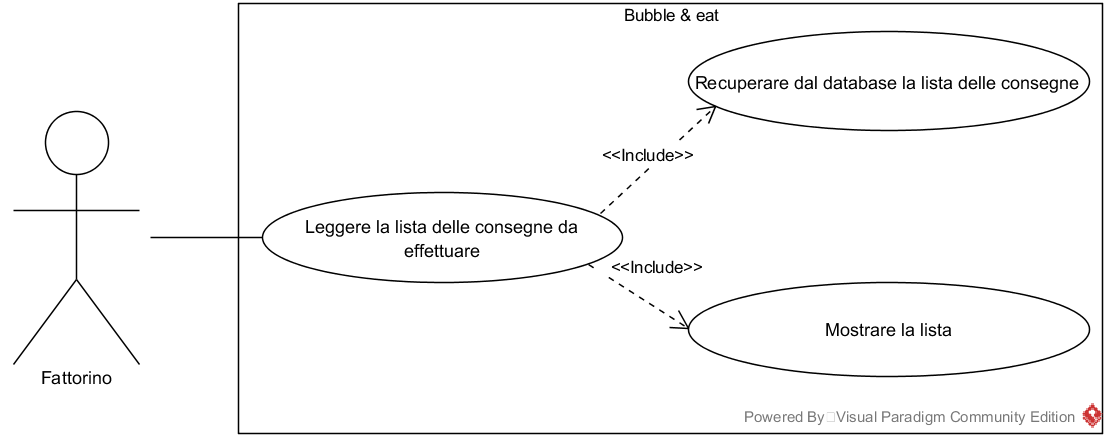 Bubble & eat
Recuperare dal database la lista delle consegne
<<Include>>
Leggere la lista delle consegne da
effettuare
<<Include>>
Mostrare la lista
Fattorino
Powered By Visual Paradigm Community Edition